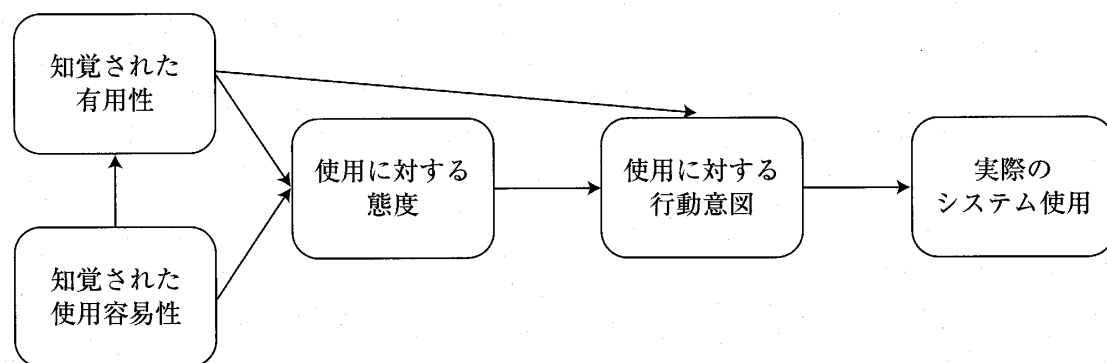 知覚された
有用性
使用に対する
態度
使用に対する
行動意図
実際の
システム使用
知覚された
使用容易性